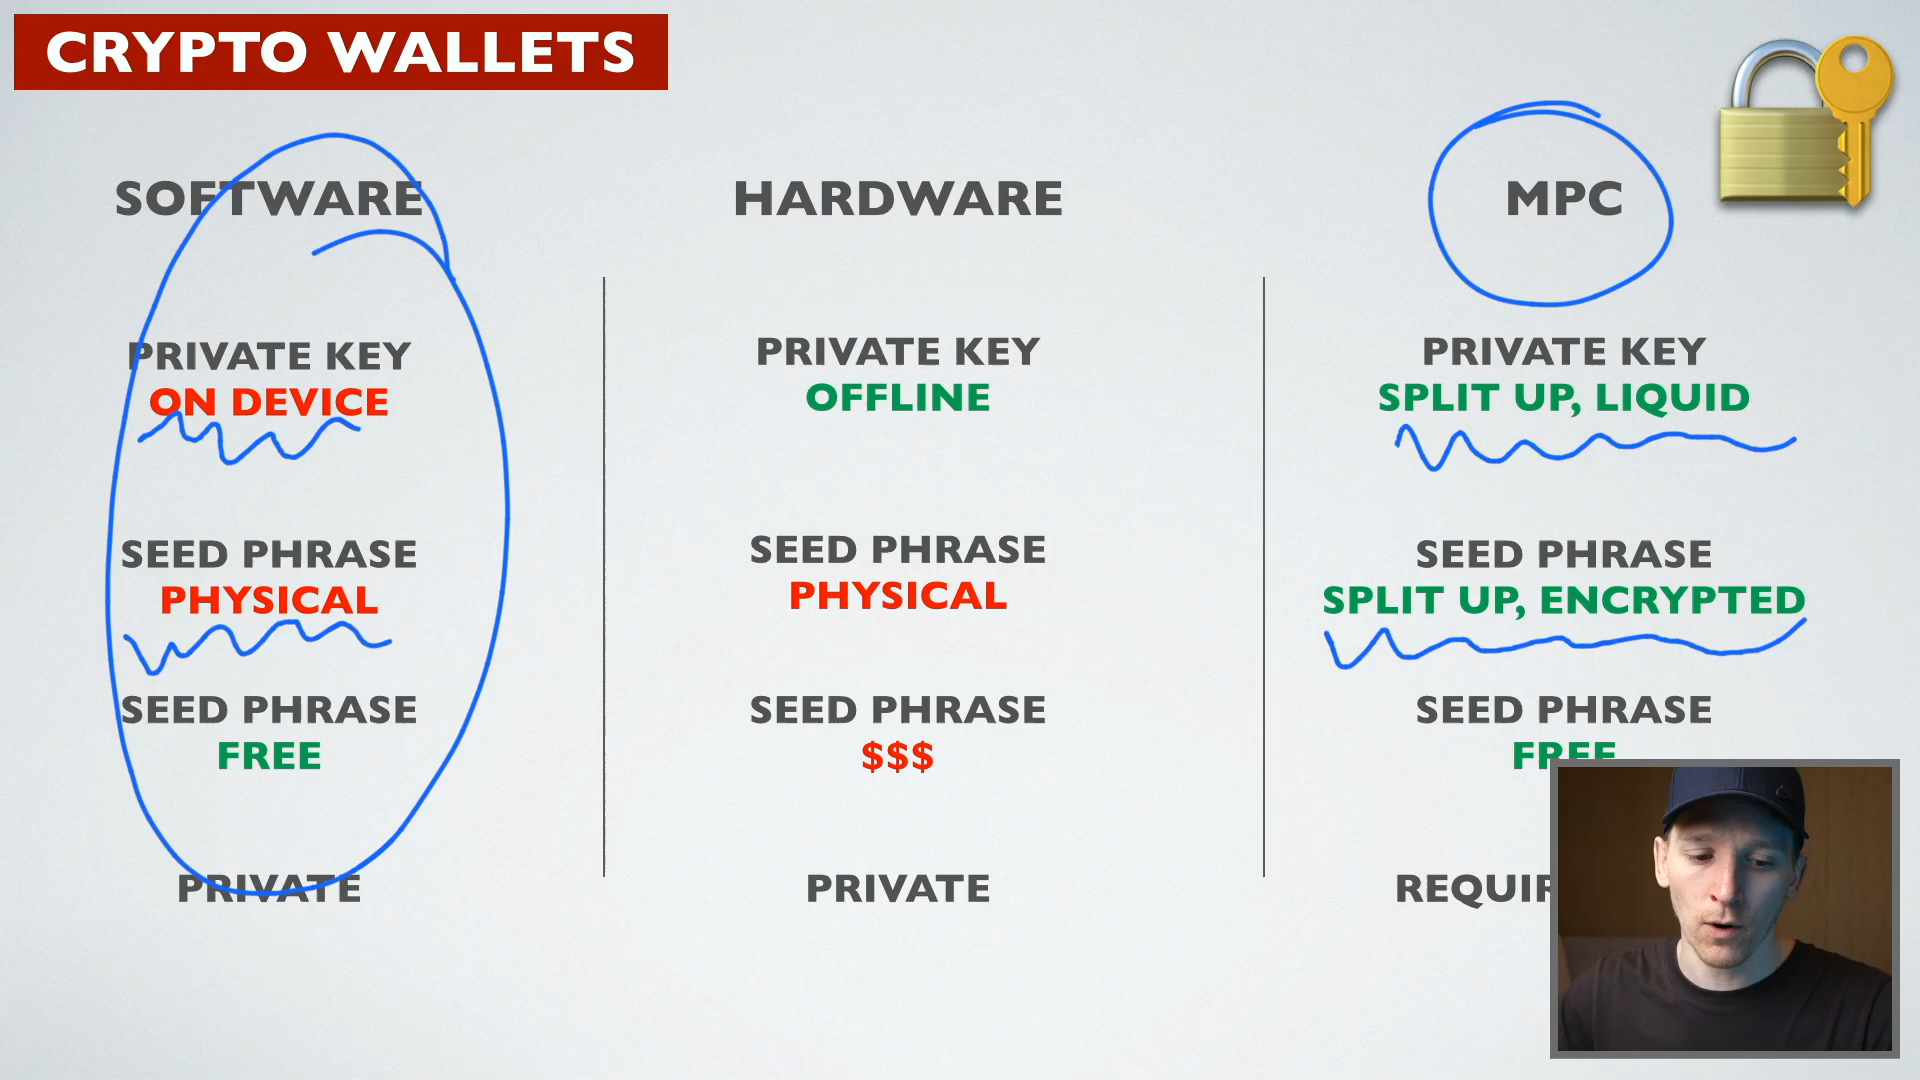 CRYPTO WALLETS
SOFTWARE
PRIVATE KEY
ON DEVICE
SEED PHRASE
PHYSICAL
SEED PHRASE
FREE
PRIVATE
HARDWARE
PRIVATE KEY
OFFLINE
SEED PHRASE
PHYSICAL
SEED PHRASE
$$$
PRIVATE
MPC
PRIVATE KEY
SPLIT UP, LIQUID
SEED PHRASE
SPLIT UP, ENCRYPTED
SEED PHRASE
FREE